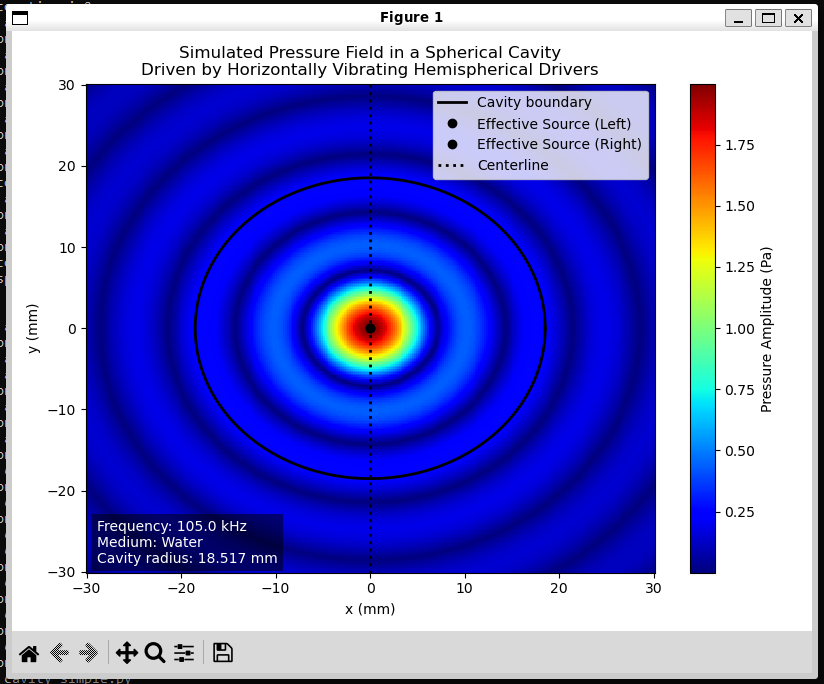 Figure 1
Simulated Pressure Field in a Spherical Cavity
Driven by Horizontally Vibrating Hemispherical Drivers
Cavity boundary
Effective Source (Left)
Effective Source (Right)
Centerline
30
20
10
0
−10
−20
−30
y (mm)
Frequency: 105.0 kHz
Medium: Water
Cavity radius: 18.517 mm
−30
−20
−10
0
10
20
30
x (mm)
1.75
1.50
1.25
1.00
0.75
0.50
0.25
Pressure Amplitude (Pa)
cavity_simple.py